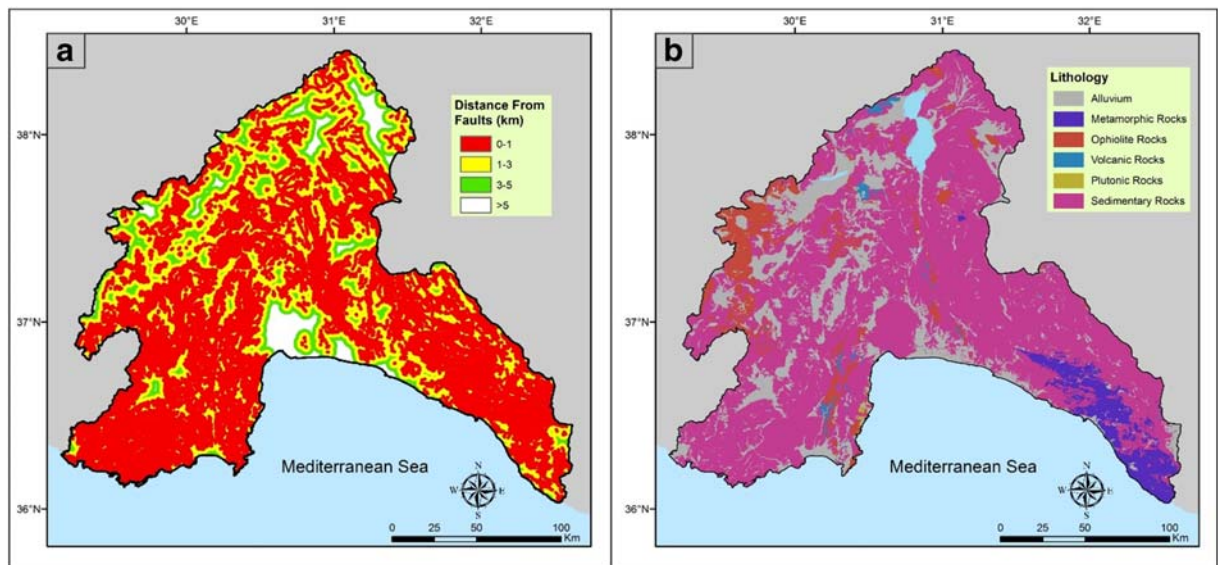 30°E 31°E 32°E
a
Distance From
Faults (km)
0-1
1-3
3-5
>5
38°N
37°N
36°N
Mediterranean Sea
N
W E
S
0 25 50 100
Km
30°E 31°E 32°E
b
Lithology
Alluvium
Metamorphic Rocks
Ophiolite Rocks
Volcanic Rocks
Plutonic Rocks
Sedimentary Rocks
38°N
37°N
36°N
Mediterranean Sea
N
W E
S
0 25 50 100
Km